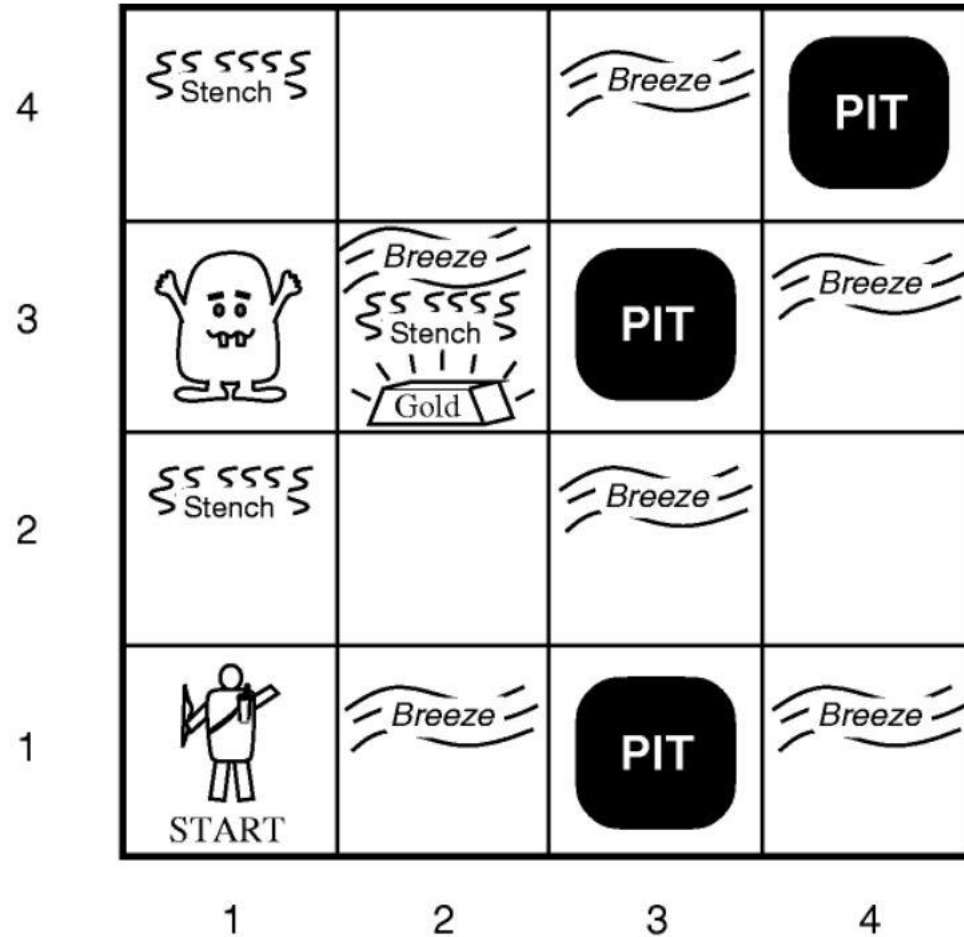 4
Stench
Breeze
PIT
3
Breeze
Stench
Gold
PIT
Breeze
2
Stench
Breeze
1
START
Breeze
PIT
Breeze
1 2 3 4